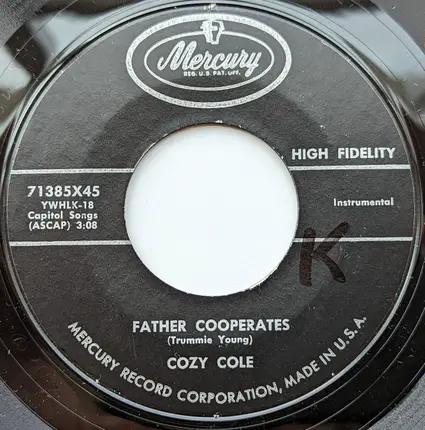 Mercury
REG. U.S. PAT. OFF.
HIGH FIDELITY
71385X45
YWHLK-18
Capitol Songs
(ASCAP) 3:08
Instrumental
K
FATHER COOPERATES
(Trummie Young)
COZY COLE
MERCURY RECORD CORPORATION, MADE IN U.S.A.